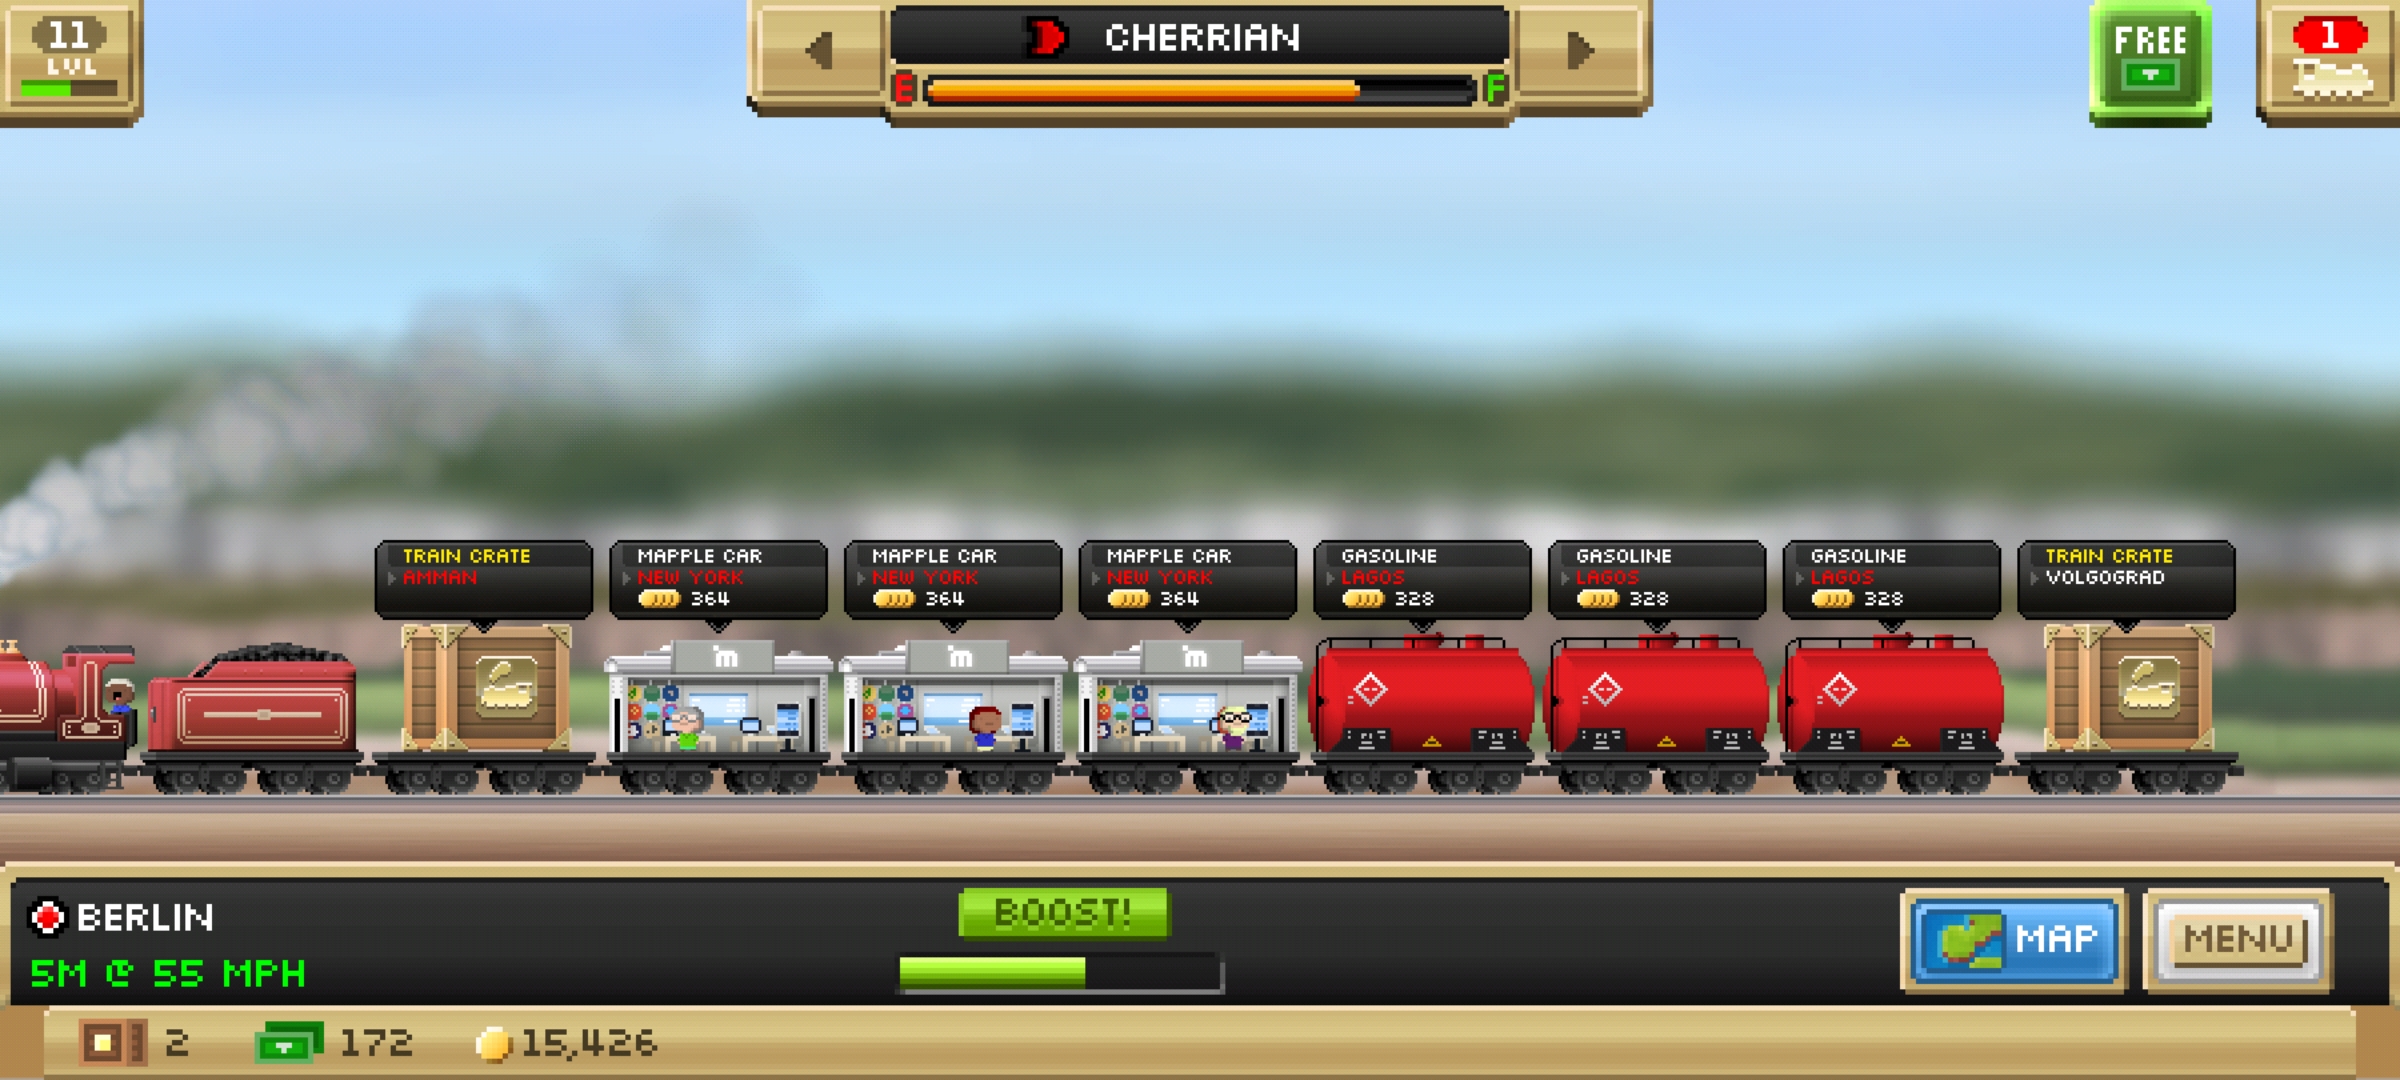 11
LVL
CHERRIAN
E
F
FREE
1
TRAIN CRATE
AMMAN
MAPPLE CAR
NEW YORK
364
MAPPLE CAR
NEW YORK
364
MAPPLE CAR
NEW YORK
364
GASOLINE
LAGOS
328
GASOLINE
LAGOS
328
GASOLINE
LAGOS
328
TRAIN CRATE
VOLGOGRAD
m
m
m
BERLIN
5M @ 55 MPH
BOOST!
MAP
MENU
2
172
15,426